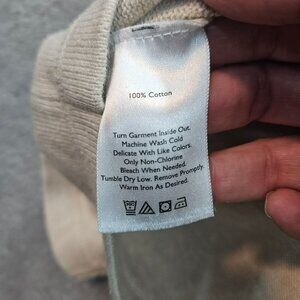 100% Cotton
Turn Garment Inside Out.
Machine Wash Cold
Delicate With Like Colors.
Only Non-Chlorine
Bleach When Needed.
Tumble Dry Low. Remove Promptly.
Warm Iron As Desired.